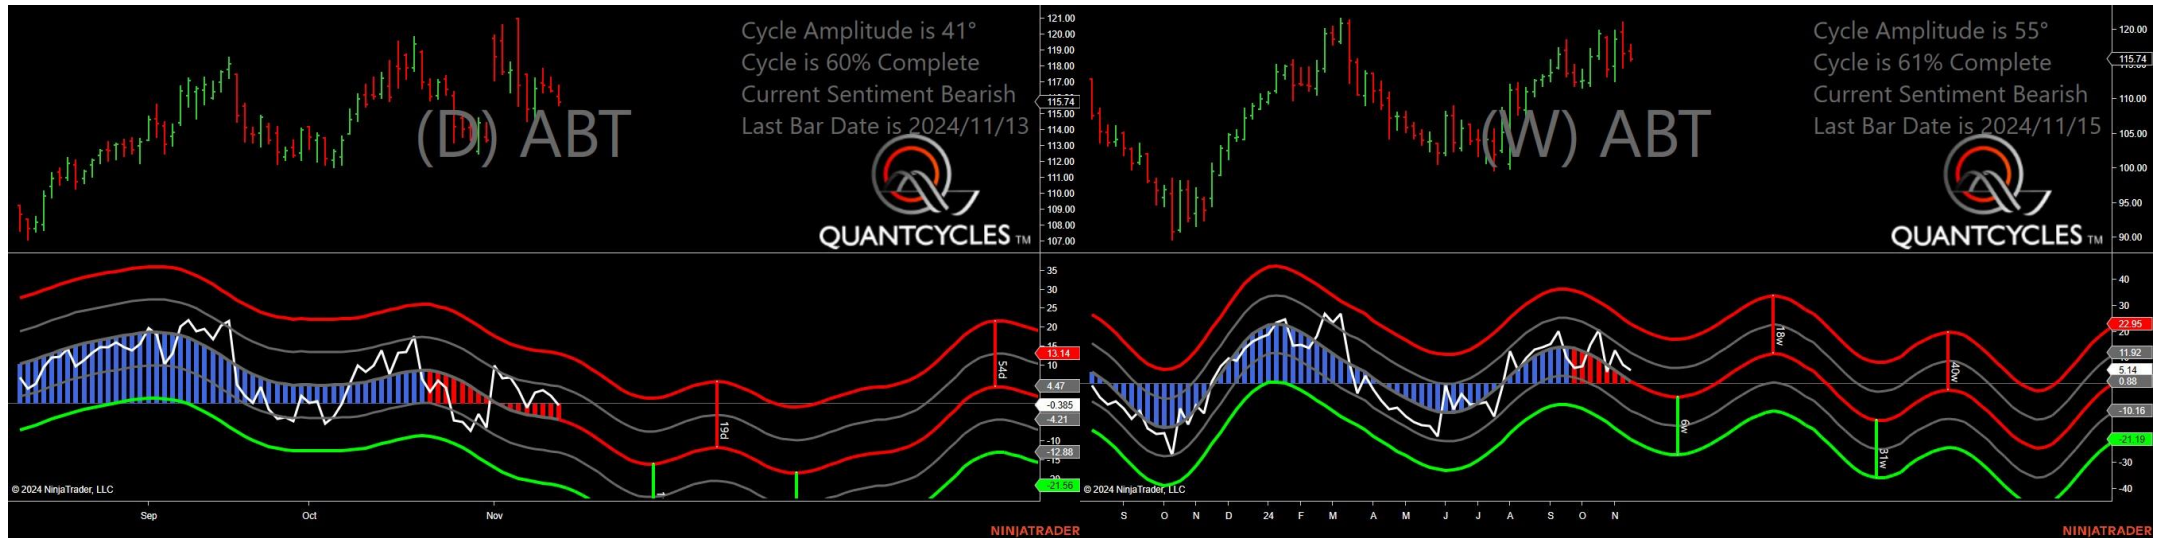 Cycle Amplitude is 41°
Cycle is 60% Complete
Current Sentiment Bearish
Last Bar Date is 2024/11/13
(D) ABT
QUANTCYCLES TM
121.00
120.00
119.00
118.00
117.00
115.74
115.00
114.00
113.00
112.00
111.00
110.00
109.00
108.00
107.00
35
30
25
20
15
13.14
10
4.47
-0.385
-4.21
-10
-12.88
-15
-21.56
54d
19d
© 2024 NinjaTrader, LLC
Sep Oct Nov
NINJATRADER
Cycle Amplitude is 55°
Cycle is 61% Complete
Current Sentiment Bearish
Last Bar Date is 2024/11/15
(W) ABT
QUANTCYCLES TM
120.00
115.74
110.00
105.00
100.00
95.00
90.00
40
30
22.95
11.92
5.14
0.88
-10.16
-21.19
-30
-40
18w
40w
6w
31w
© 2024 NinjaTrader, LLC
S O N D 24 F M A M J J A S O N
NINJATRADER